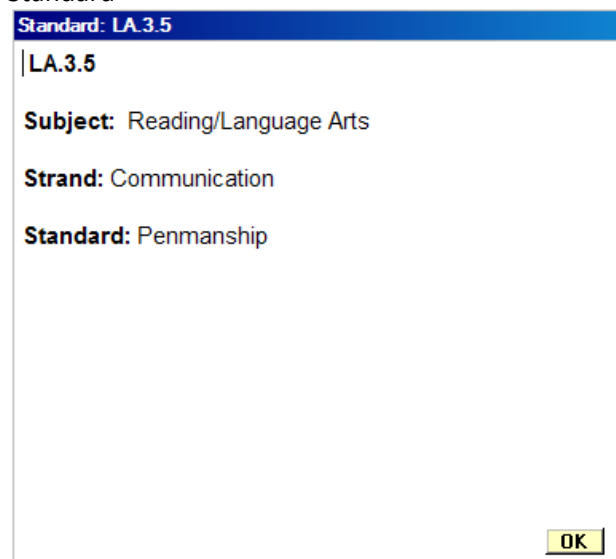 Standard: LA.3.5
LA.3.5
Subject: Reading/Language Arts
Strand: Communication
Standard: Penmanship
OK